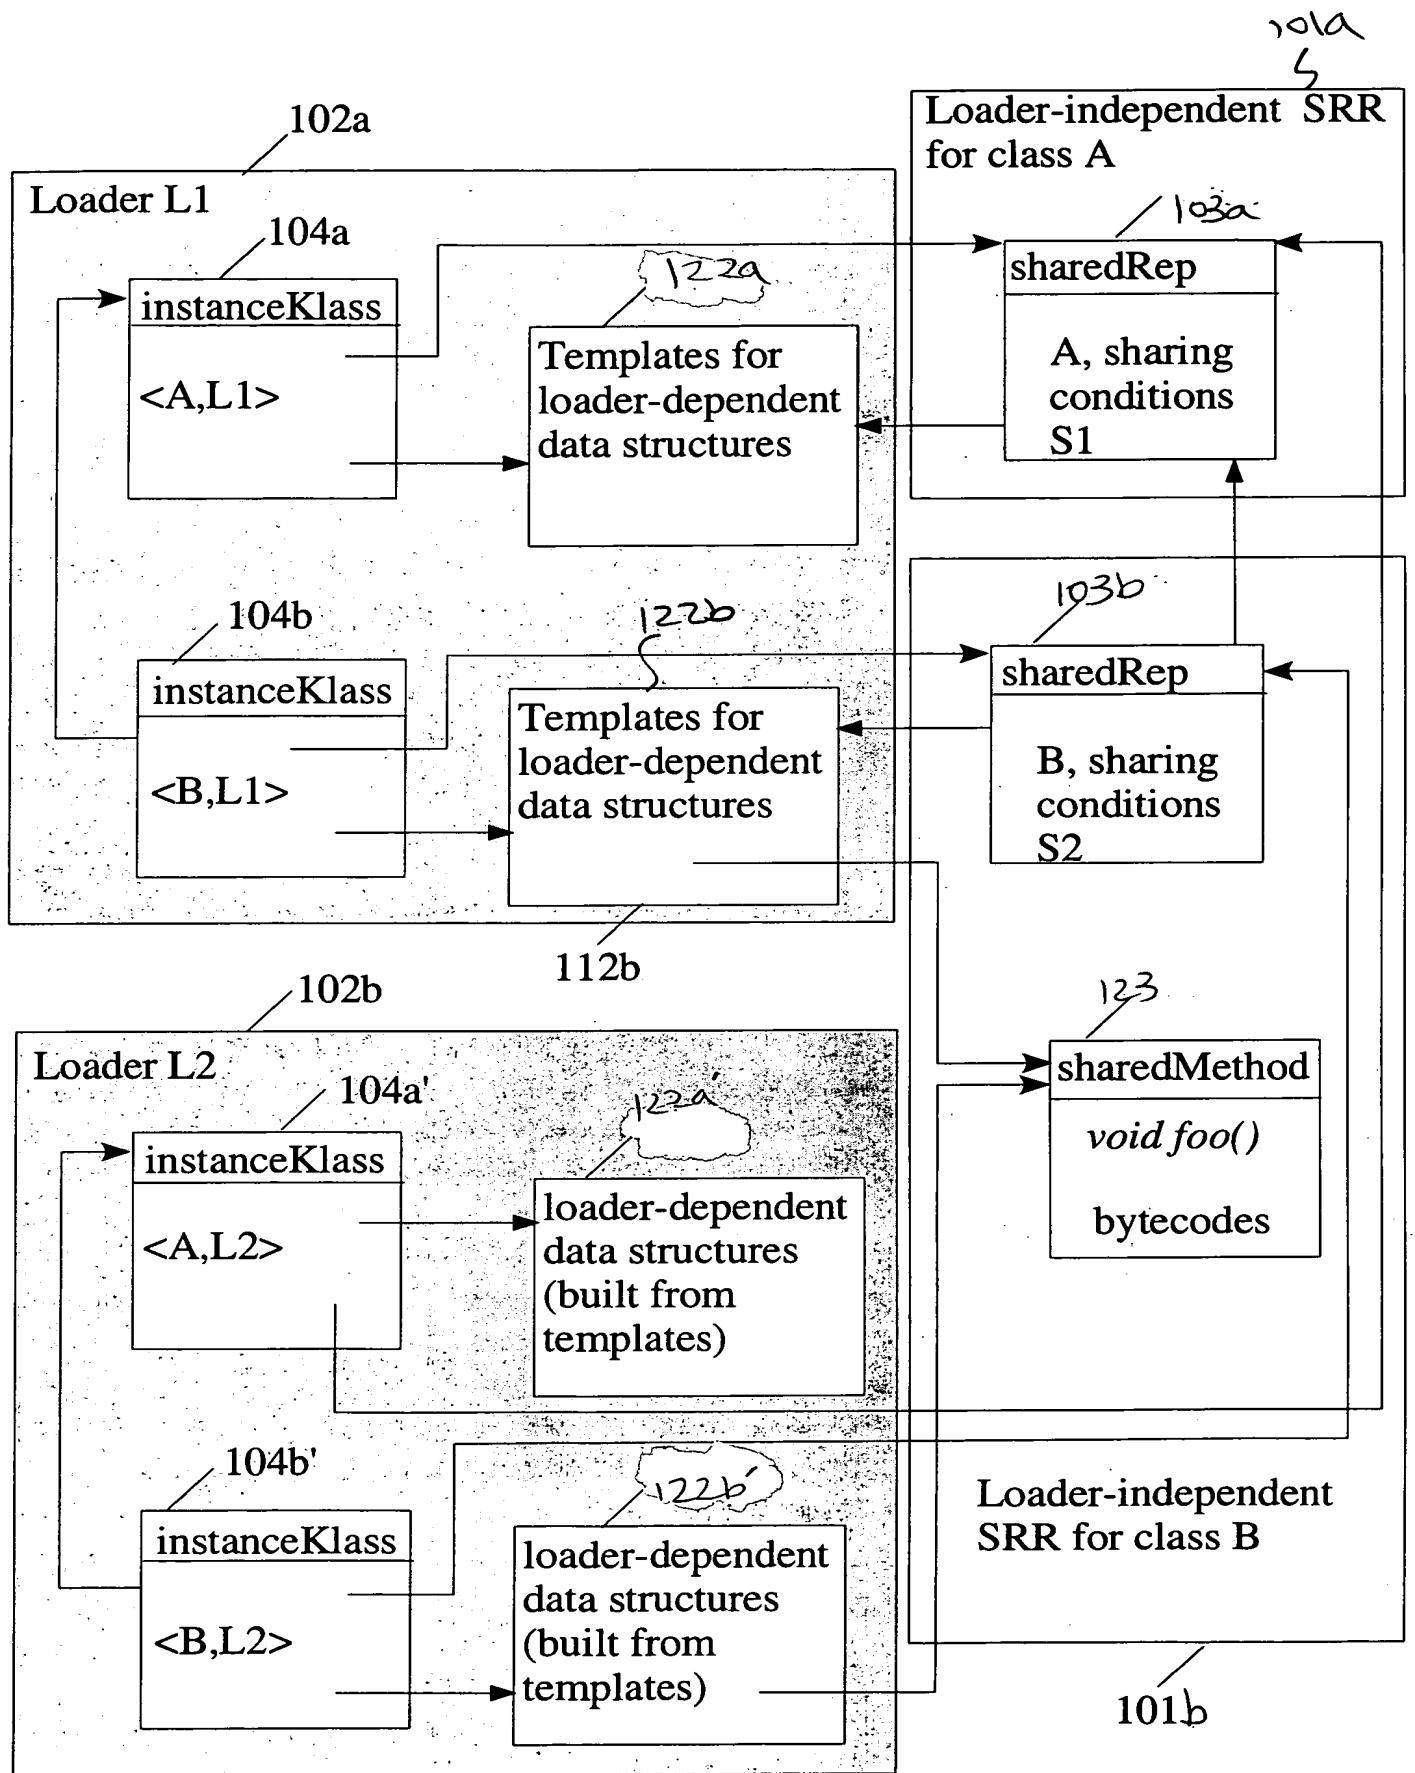 101a
102a
Loader-independent SRR
for class A
Loader L1
104a
103a
122a
instanceKlass
<A,L1>
Templates for
loader-dependent
data structures
sharedRep
A, sharing
conditions
S1
104b
122b
103b
instanceKlass
<B,L1>
Templates for
loader-dependent
data structures
sharedRep
B, sharing
conditions
S2
112b
102b
123
Loader L2
104a'
122a'
sharedMethod
void foo()
bytecodes
instanceKlass
<A,L2>
loader-dependent
data structures
(built from
templates)
104b'
122b'
instanceKlass
<B,L2>
loader-dependent
data structures
(built from
templates)
Loader-independent
SRR for class B
101b